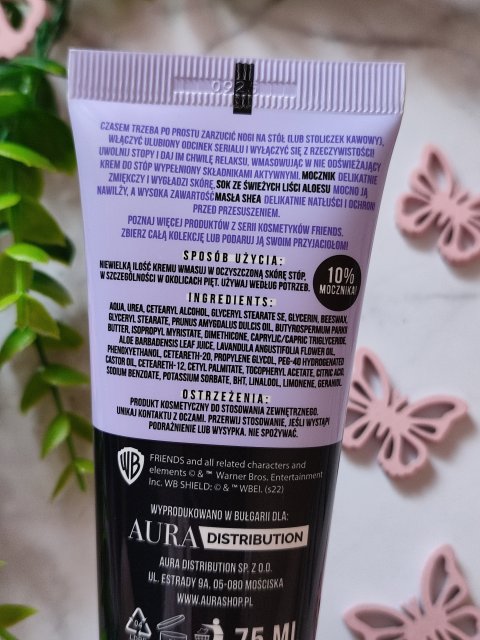 CZASEM TRZEBA PO PROSTU ZARZUCIĆ NOGI NA STÓŁ (LUB STOLICZEK KAWOWY),
WŁĄCZYĆ ULUBIONY ODCINEK SERIALU I WYŁĄCZYĆ SIĘ Z RZECZYWISTOŚCI!
UWOLNIJ STOPY I DAJ IM CHWILĘ RELAKSU, WMASOWUJĄC W NIE ODŚWIEŻAJĄCY
KREM DO STÓP WYPEŁNIONY SKŁADNIKAMI AKTYWNYMI. MOCZNIK DELIKATNIE
ZMIĘKCZY I WYGŁADZI SKÓRĘ, SOK ZE ŚWIEŻYCH LIŚCI ALOESU MOCNO JĄ
NAWILŻY, A WYSOKA ZAWARTOŚĆ MASŁA SHEA DELIKATNIE NATŁUŚCI I OCHRONI
PRZED PRZESUSZENIEM.
POZNAJ WIĘCEJ PRODUKTÓW Z SERII KOSMETYKÓW FRIENDS.
ZBIERZ CAŁĄ KOLEKCJĘ LUB PODARUJ JĄ SWOIM PRZYJACIOŁOM!
SPOSÓB UŻYCIA:
NIEWIELKĄ ILOŚĆ KREMU WMASUJ W OCZYSZCZONĄ SKÓRĘ STÓP,
W SZCZEGÓLNOŚCI W OKOLICACH PIĘT. UŻYWAJ WEDŁUG POTRZEB.
10%
MOCZNIKA!
INGREDIENTS:
AQUA, UREA, CETEARYL ALCOHOL, GLYCERYL STEARATE SE, GLYCERIN, BEESWAX,
GLYCERYL STEARATE, PRUNUS AMYGDALUS DULCIS OIL, BUTYROSPERMUM PARKII
BUTTER, ISOPROPYL MYRISTATE, DIMETHICONE, CAPRYLIC/CAPRIC TRIGLYCERIDE,
ALOE BARBADENSIS LEAF JUICE, LAVANDULA ANGUSTIFOLIA FLOWER OIL,
PHENOXYETHANOL, CETEARETH-20, PROPYLENE GLYCOL, PEG-40 HYDROGENATED
CASTOR OIL, CETEARETH-12, CETYL PALMITATE, TOCOPHERYL ACETATE, CITRIC ACID,
SODIUM BENZOATE, POTASSIUM SORBATE, BHT, LINALOOL, LIMONENE, GERANIOL.
OSTRZEŻENIA:
PRODUKT KOSMETYCZNY DO STOSOWANIA ZEWNĘTRZNEGO.
UNIKAJ KONTAKTU Z OCZAMI. PRZERWIJ STOSOWANIE, JEŚLI WYSTĄPI
PODRAŻNIENIE LUB WYSYPKA. NIE SPOŻYWAĆ.
WB
FRIENDS and all related characters and
elements © & ™ Warner Bros. Entertainment
Inc. WB SHIELD: © & ™ WBEI. (s22)
WYPRODUKOWANO W BUŁGARII DLA:
AURA DISTRIBUTION
AURA DISTRIBUTION SP. Z O.O.
UL. ESTRADY 9A, 05-080 MOŚCISKA
WWW.AURASHOP.PL
04
75 ML